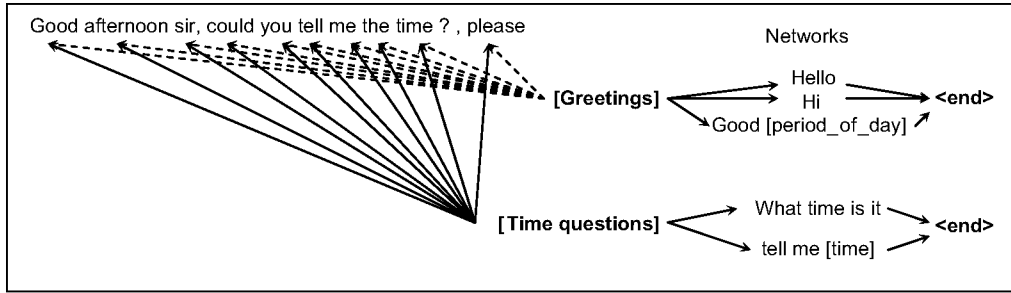 Good afternoon sir, could you tell me the time ? , please
Networks
Hello
[Greetings] Hi <end>
Good [period_of_day]
What time is it
[Time questions] <end>
tell me [time]